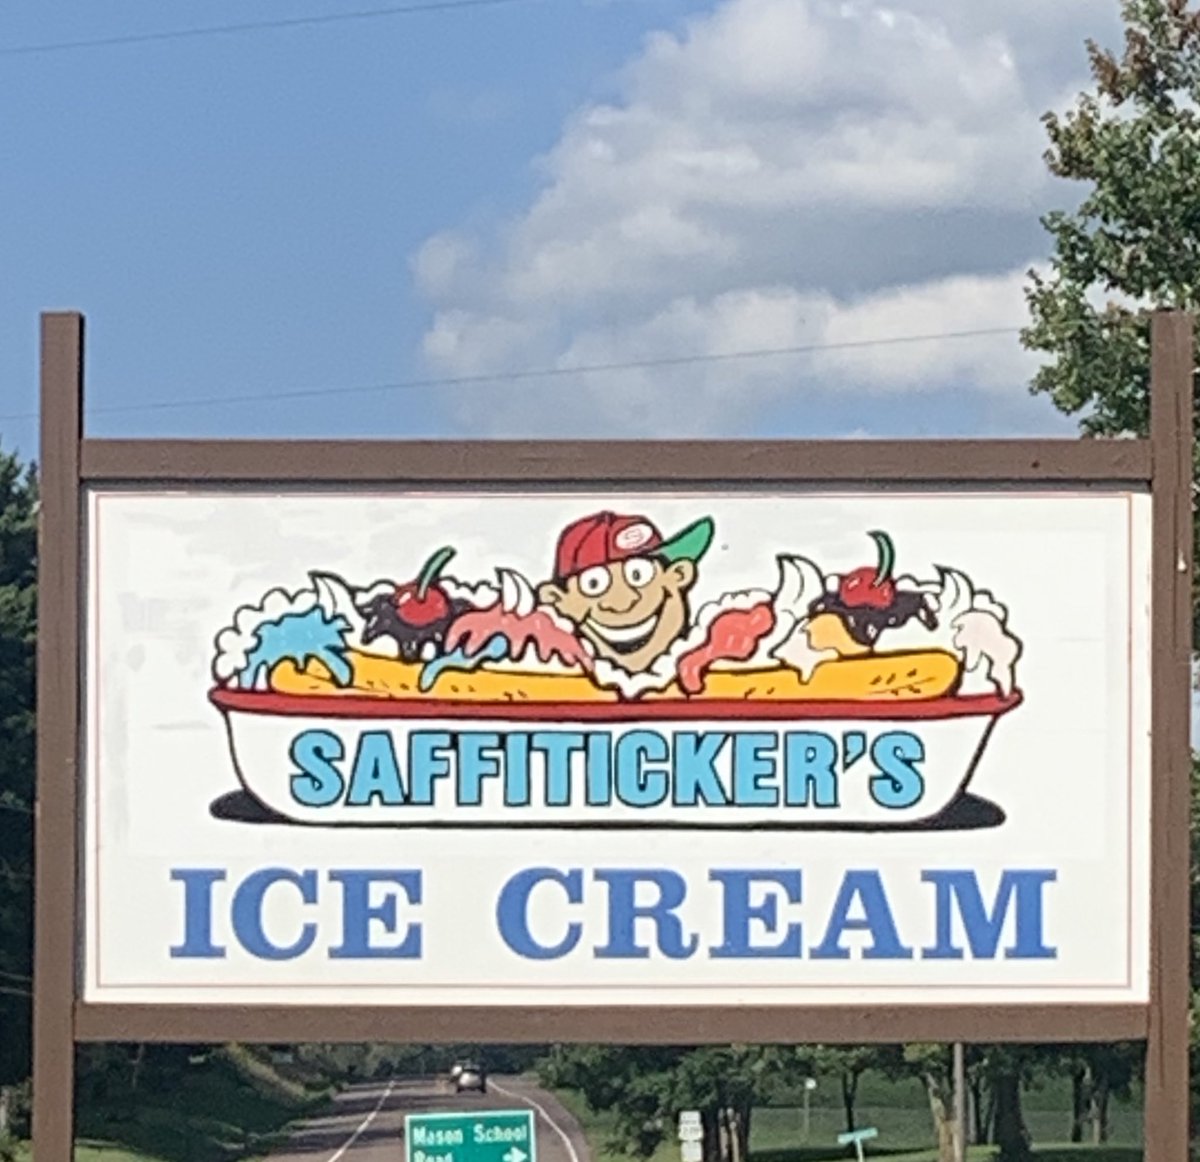 S
SAFFITICKER'S
ICE CREAM
Mason School
Road